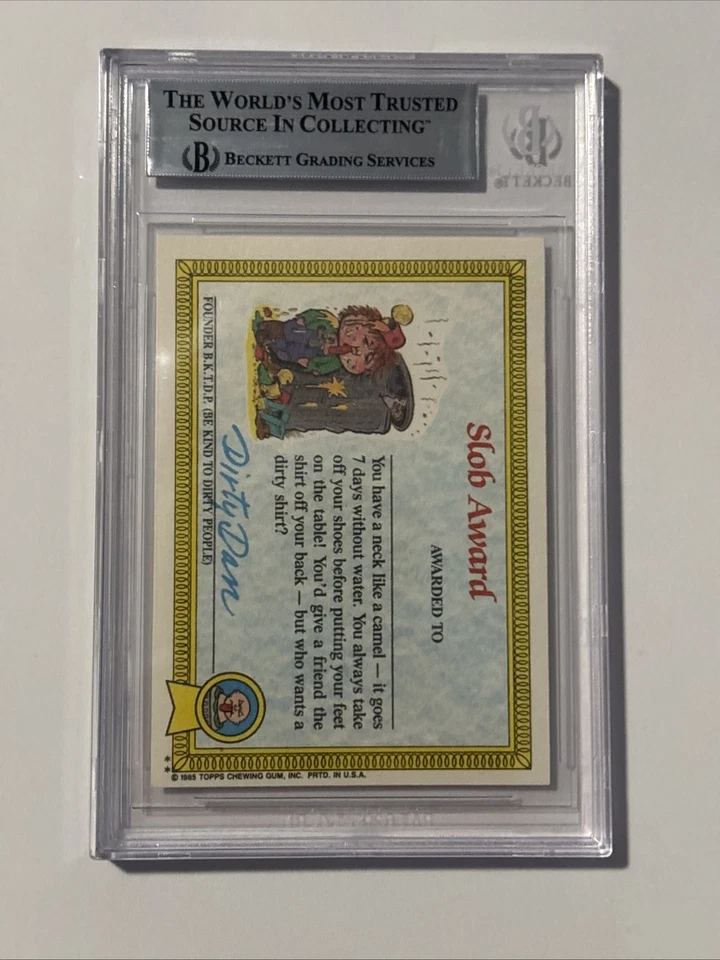 THE WORLD'S MOST TRUSTED
SOURCE IN COLLECTING™
B BECKETT GRADING SERVICES
B
BECKETT
Slob Award
AWARDED TO
You have a neck like a camel — it goes
7 days without water. You always take
off your shoes before putting your feet
on the table! You'd give a friend the
shirt off your back — but who wants a
dirty shirt?
Dirty Dan
FOUNDER B.K.T.D.P. (BE KIND TO DIRTY PEOPLE)
** © 1985 TOPPS CHEWING GUM, INC. PRTD. IN U.S.A.